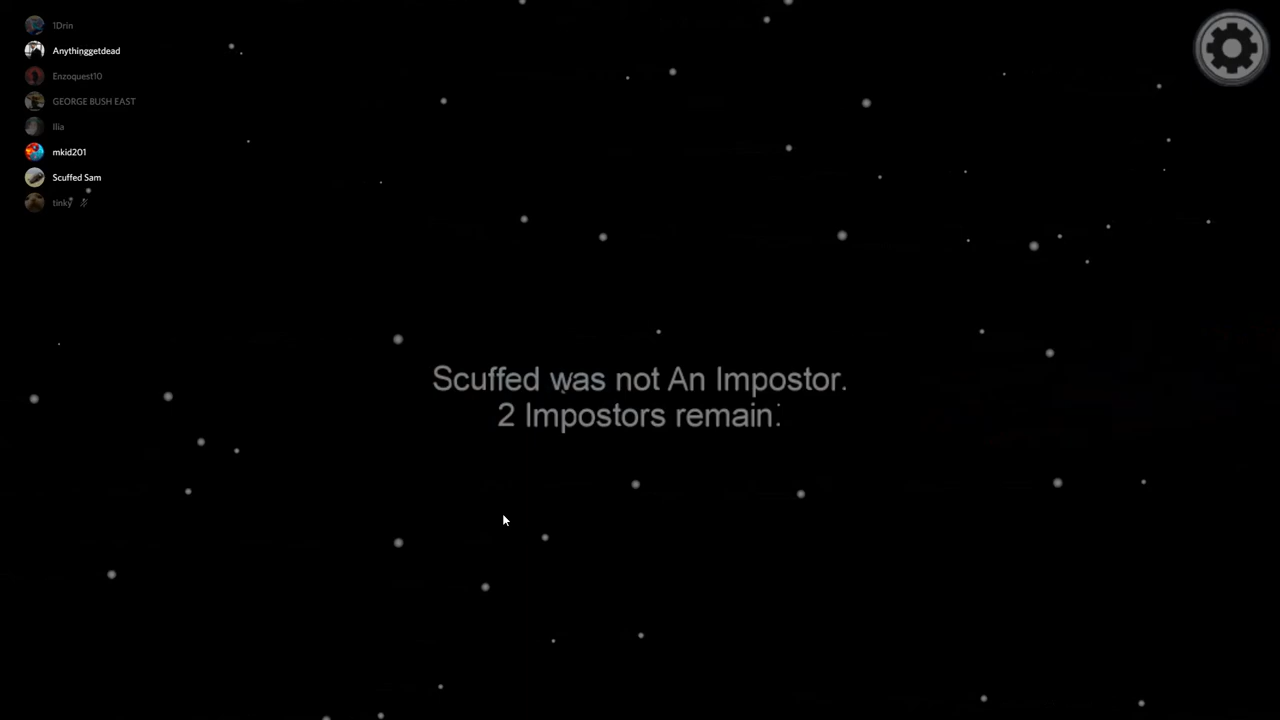 1Drin
Anythinggetdead
Enzoquest10
GEORGE BUSH EAST
Ilia
mkid201
Scuffed Sam
tinky
Scuffed was not An Impostor.
2 Impostors remain.